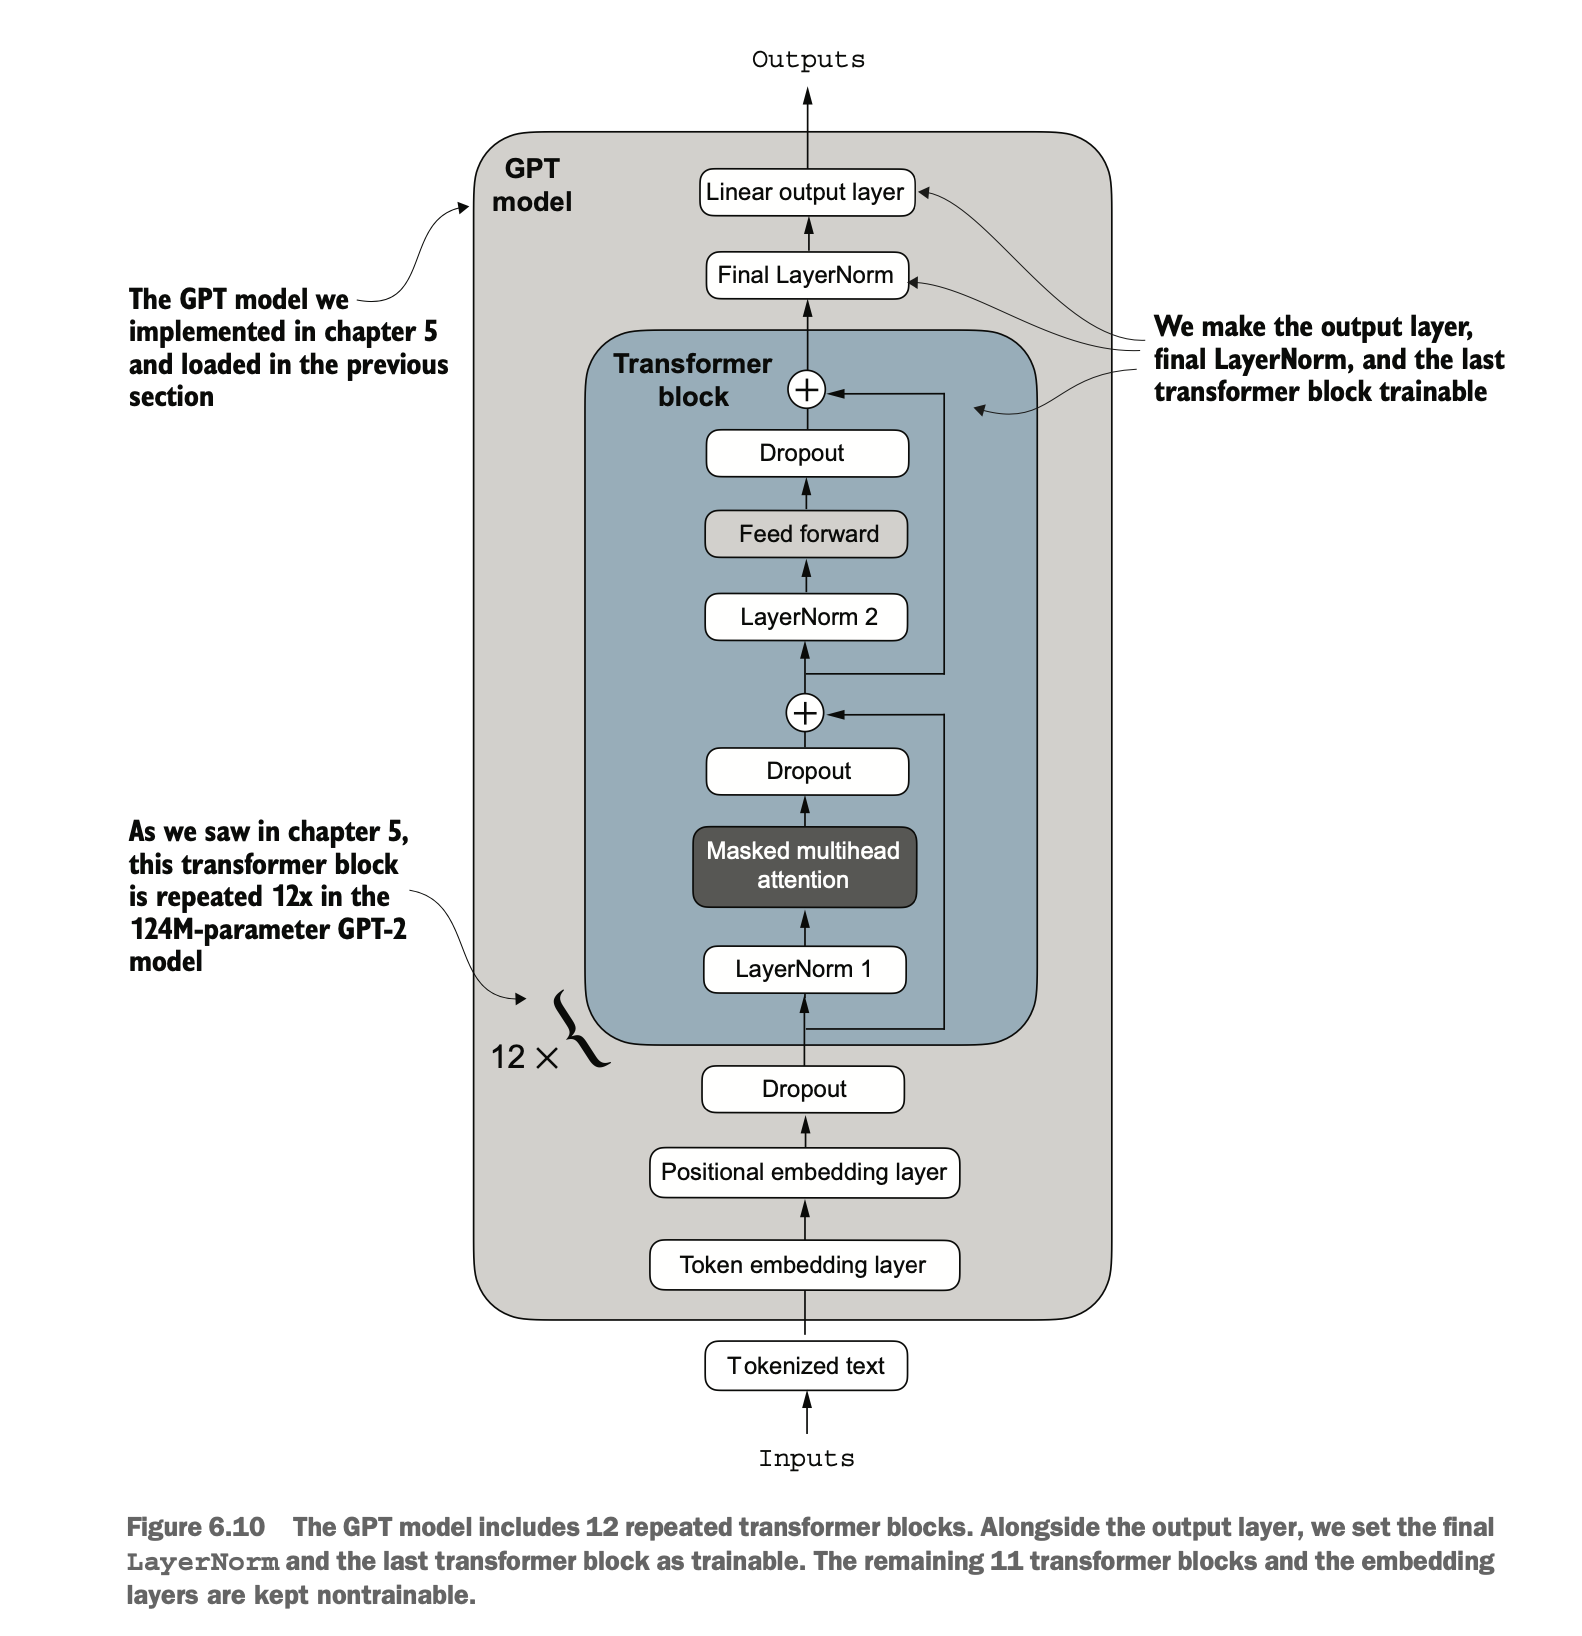 Outputs
GPT
model
Linear output layer
Final LayerNorm
The GPT model we
implemented in chapter 5
and loaded in the previous
section
We make the output layer,
final LayerNorm, and the last
transformer block trainable
Transformer
block
+
Dropout
Feed forward
LayerNorm 2
+
Dropout
Masked multihead
attention
LayerNorm 1
As we saw in chapter 5,
this transformer block
is repeated 12x in the
124M-parameter GPT-2
model
12 × {
Dropout
Positional embedding layer
Token embedding layer
Tokenized text
Inputs
Figure 6.10 The GPT model includes 12 repeated transformer blocks. Alongside the output layer, we set the final
LayerNorm and the last transformer block as trainable. The remaining 11 transformer blocks and the embedding
layers are kept nontrainable.